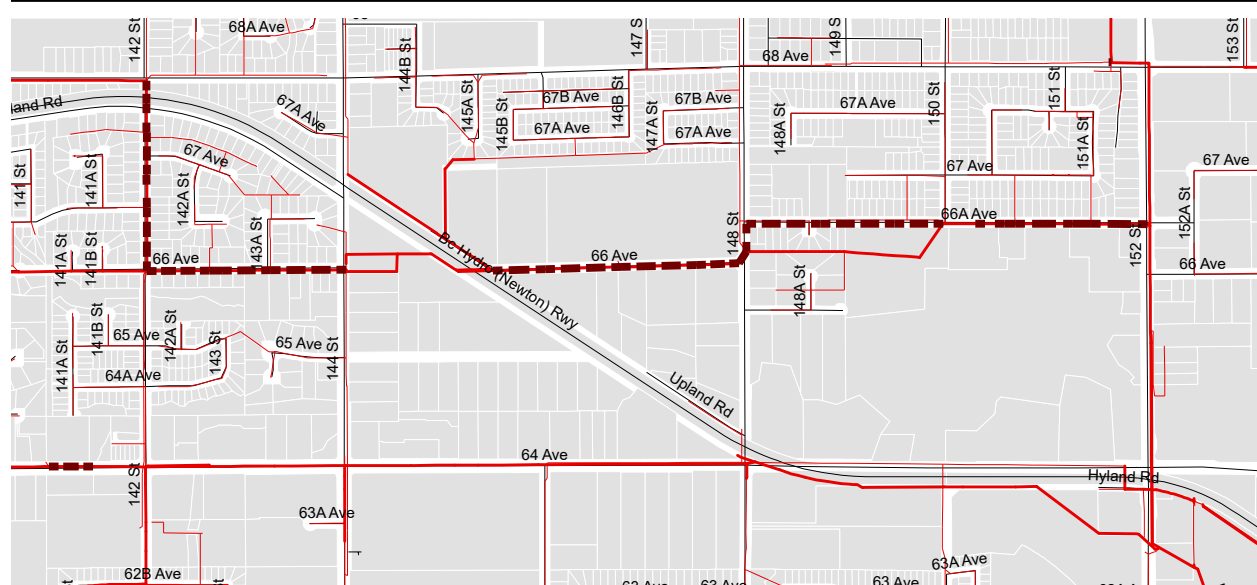 68A Ave
142 St
144B St
147 S
68 Ave
149 S
153 St
land Rd
67A Ave
145A St
145B St
67B Ave
146B St
67A Ave
147A St
67B Ave
67A Ave
148A St
67A Ave
150 St
151 St
151A St
67 Ave
67 Ave
67 Ave
141 St
141A St
142A St
43A St
66 Ave
141A St
141B St
Bc Hydro (Newton) Rwy
66 Ave
148 St
66A Ave
152 St
152A St
66 Ave
148A St
141B St
65 Ave
142A St
143 St
65 Ave
144 St
141A St
64A Ave
Upland Rd
64 Ave
142 St
Hyland Rd
63A Ave
62B Ave
63 Ave
63 Ave
63A Ave